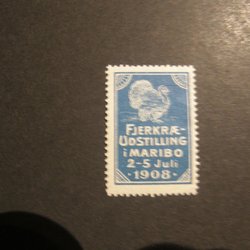 FJERKRÆ-
UDSTILLING
i MARIBO
2-5 Juli
·1908·